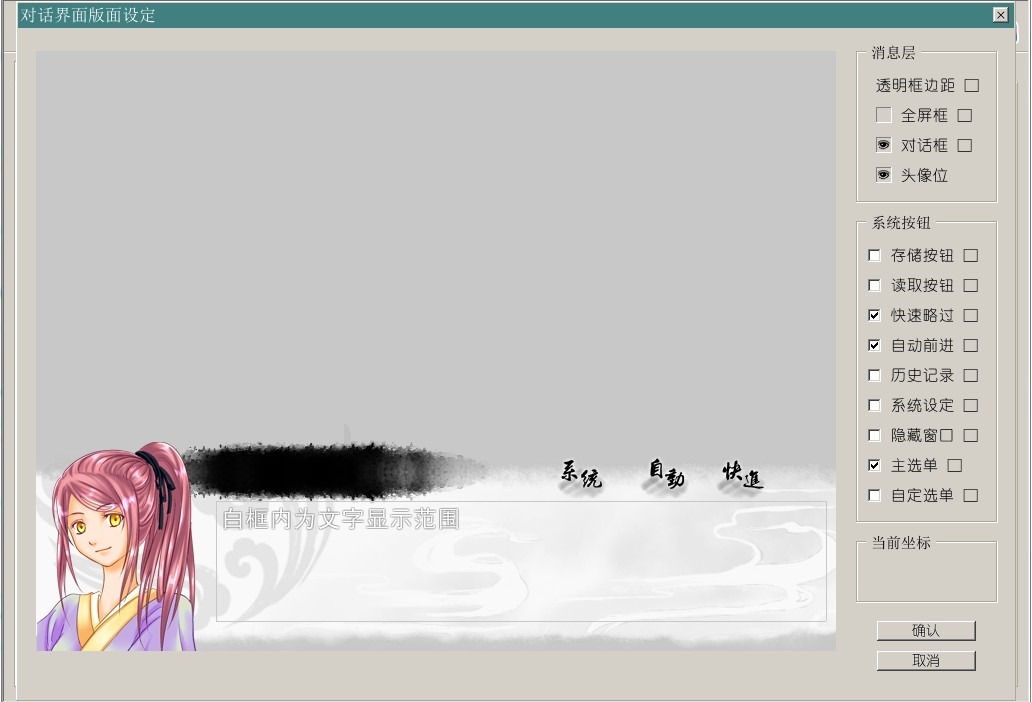 对话界面版面设定
消息层
透明框边距
全屏框
对话框
头像位
系统按钮
存储按钮
读取按钮
快速略过
自动前进
历史记录
系统设定
隐藏窗口
主选单
自定选单
当前坐标
确认
取消
系统 自動 快進
白框内为文字显示范围